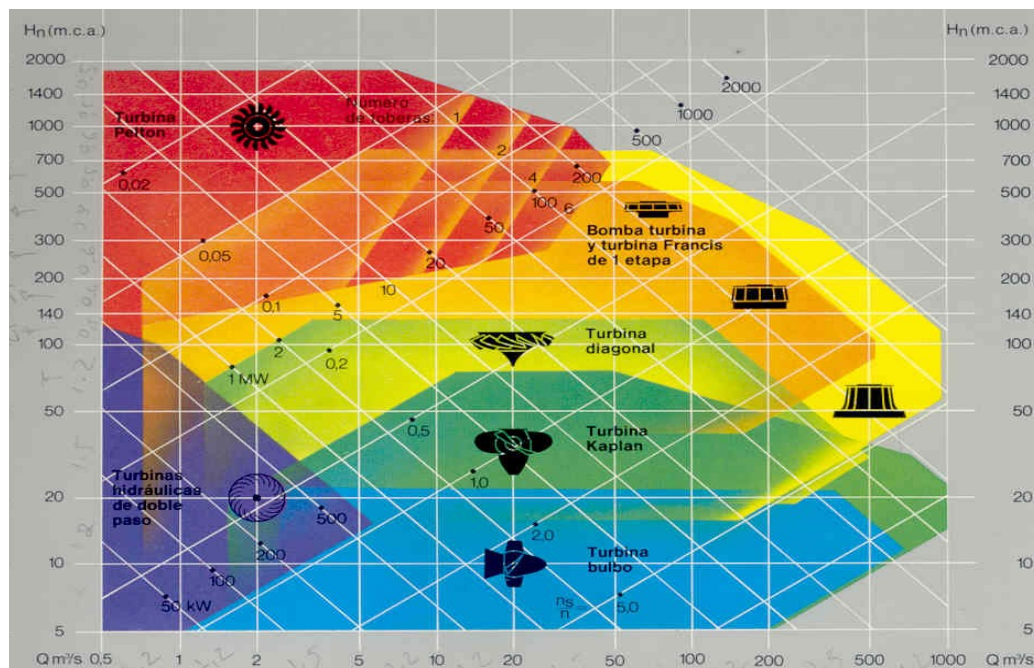 Hn (m.c.a.)
Hn (m.c.a.)
2000
2000
2000
1400
1400
1000
Número
de toberas:
1
1000
1000
Turbina
Pelton
500
2
700
700
0,02
4
200
500
100
6
500
50
Bomba turbina
y turbina Francis
de 1 etapa
300
0,05
20
300
200
10
200
0,1
5
140
140
Turbina
diagonal
100
2
0,2
100
1 MW
50
0,5
50
Turbina
Kaplan
Turbinas
hidráulicas
de doble
paso
1,0
20
500
20
2,0
200
Turbina
bulbo
10
10
100
50 kW
ns/n =
5,0
5
5
Q m³/s
0,5
1
2
5
10
20
50
100
200
500
1000
Q m³/s